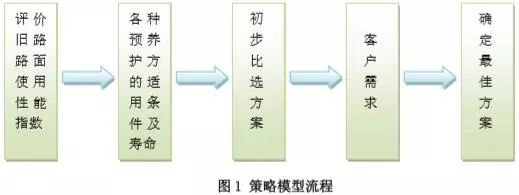 评价
旧路
路面
使用
性能
指数
各种
预养
护方
的适
用条
件及
寿命
初
步
比
选
方
案
客
户
需
求
确
定
最
佳
方
案
图1 策略模型流程